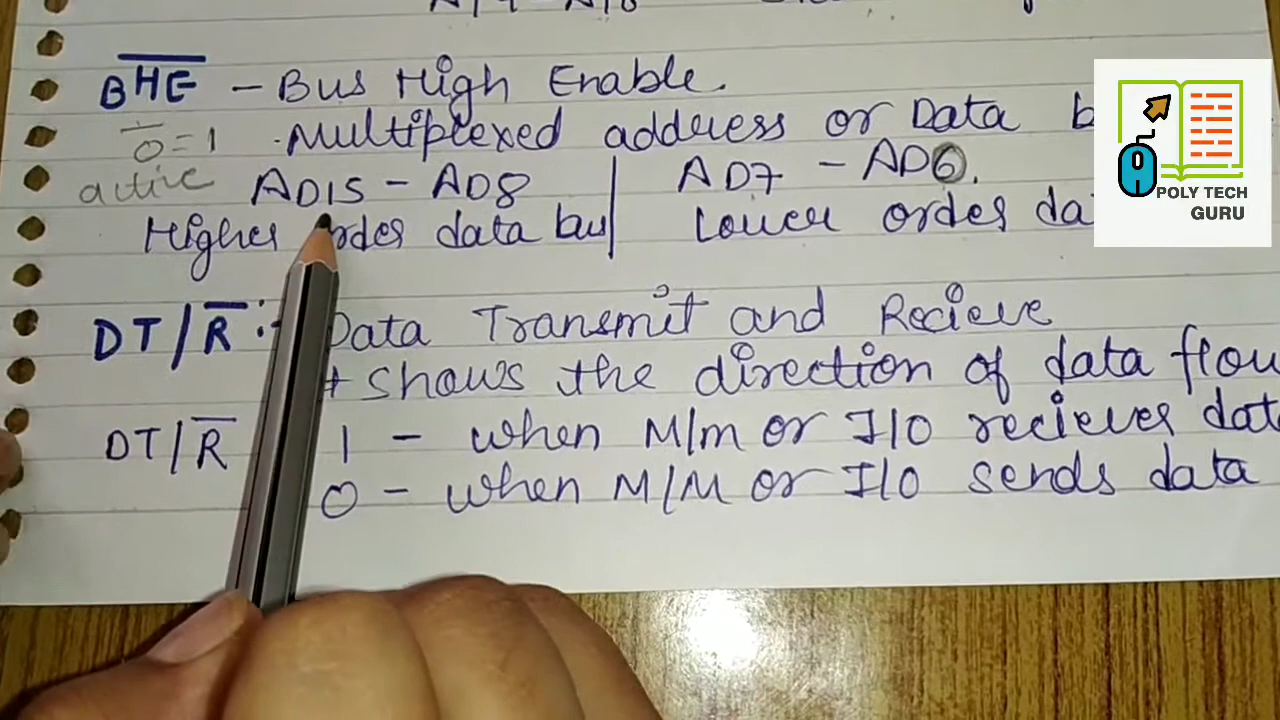 BHE - Bus High Enable.
0 = 1 . Multiplexed address or Data b
active AD15 - AD8 | AD7 - AD0.
Higher order data bus | Lower order da
DT/R :- Data Transmit and Recieve
+ shows the direction of data flow
DT/R 1 - when M/m or I/O recieves dat
0 - when M/M or I/O sends data
POLY TECH
GURU